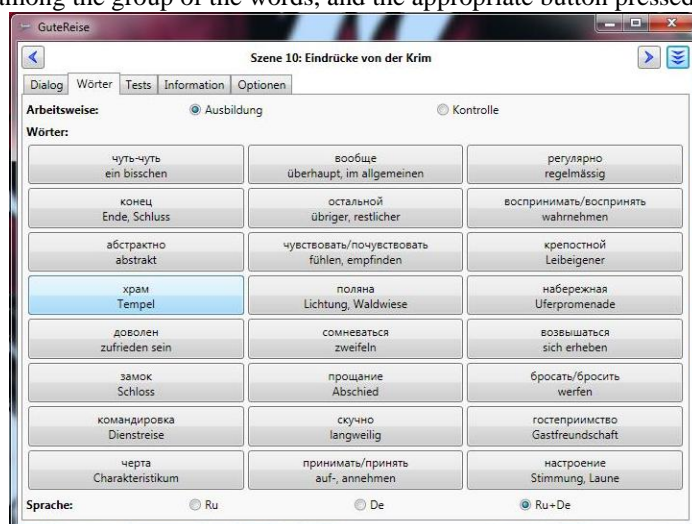 among the group of the words, and the appropriate button pressed
GuteReise
Szene 10: Eindrücke von der Krim
Dialog Wörter Tests Information Optionen
Arbeitsweise: Ausbildung Kontrolle
Wörter:
чуть-чуть вообще регулярно
ein bisschen überhaupt, im allgemeinen regelmässig
конец остальной воспринимать/воспринять
Ende, Schluss übriger, restlicher wahrnehmen
абстрактно чувствовать/почувствовать крепостной
abstrakt fühlen, empfinden Leibeigener
храм поляна набережная
Tempel Lichtung, Waldwiese Uferpromenade
доволен сомневаться возвышаться
zufrieden sein zweifeln sich erheben
замок прощание бросать/бросить
Schloss Abschied werfen
командировка скучно гостеприимство
Dienstreise langweilig Gastfreundschaft
черта принимать/принять настроение
Charakteristikum auf-, annehmen Stimmung, Laune
Sprache: Ru De Ru+De